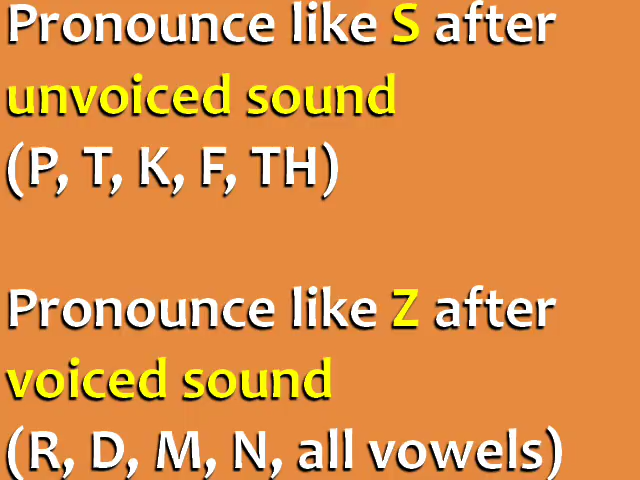 Pronounce like S after
unvoiced sound
(P, T, K, F, TH)
Pronounce like Z after
voiced sound
(R, D, M, N, all vowels)